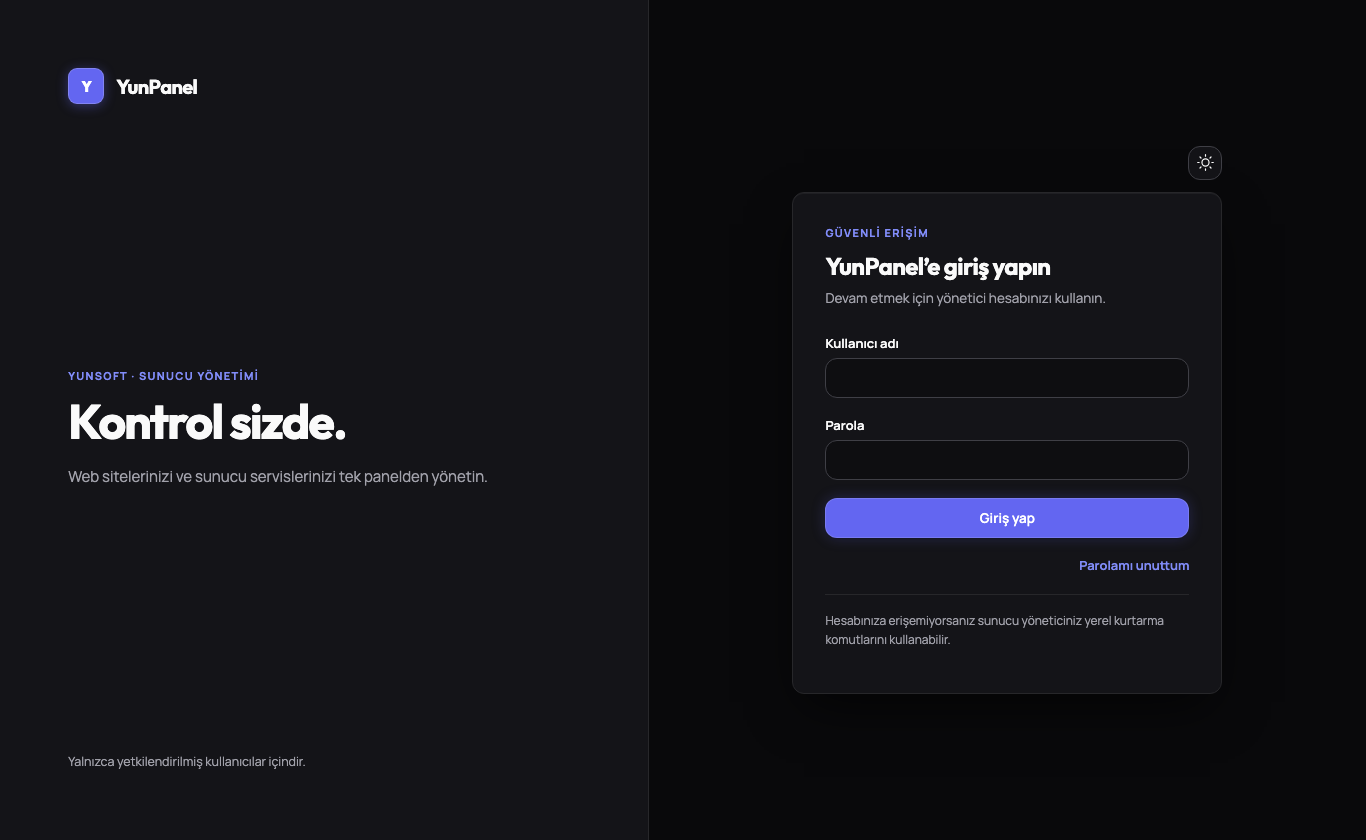 Y
YunPanel
YUNSOFT · SUNUCU YÖNETİMİ
Kontrol sizde.
Web sitelerinizi ve sunucu servislerinizi tek panelden yönetin.
Yalnızca yetkilendirilmiş kullanıcılar içindir.
GÜVENLİ ERİŞİM
YunPanel’e giriş yapın
Devam etmek için yönetici hesabınızı kullanın.
Kullanıcı adı
Parola
Giriş yap
Parolamı unuttum
Hesabınıza erişemiyorsanız sunucu yöneticiniz yerel kurtarma
komutlarını kullanabilir.